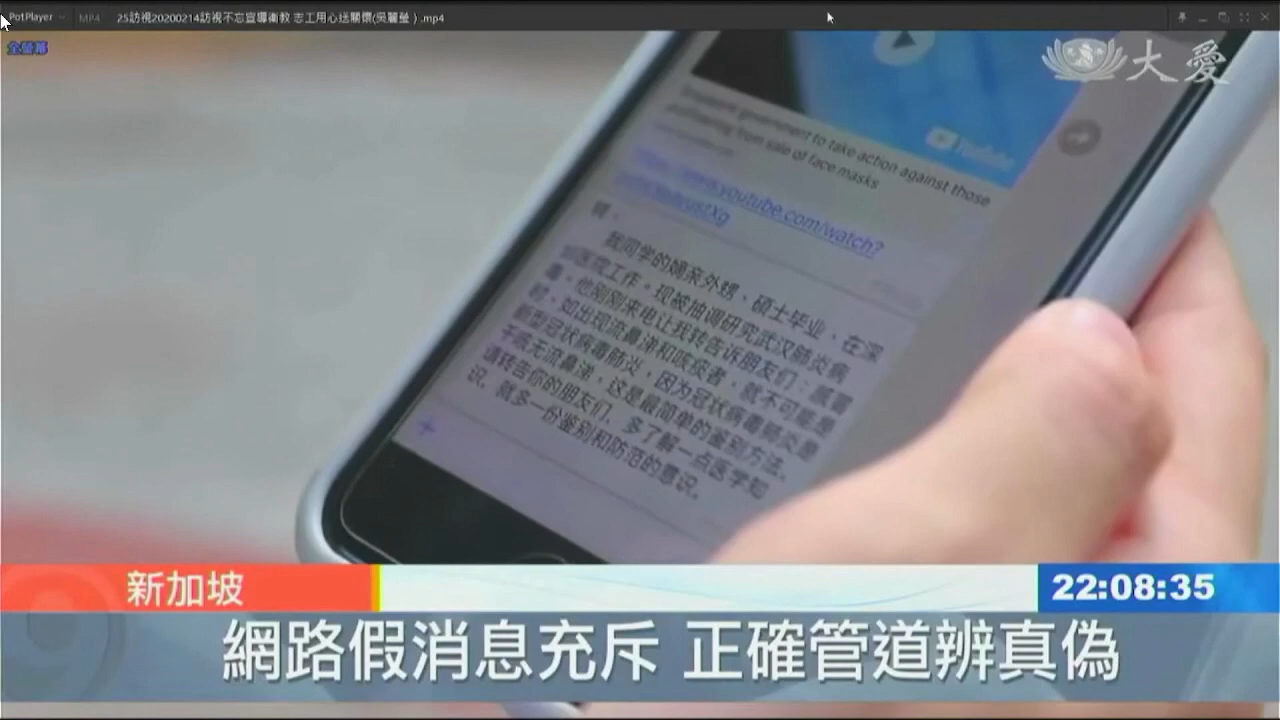 PotPlayer
MP4
25訪視20200214訪視不忘宣導衛教 志工用心送關懷(吳麗瑩).mp4
全螢幕
大愛
YouTube
government to take action against those
from sale of face masks
www.youtube.com/watch?
我同学的嫡亲外甥、硕士毕业、在深
圳医院工作。现被抽调研究武汉肺炎病
毒。他刚刚来电让我转告诉朋友们：感冒
时，如出现流鼻涕和咳痰者，就不可能是
新型冠状病毒肺炎，因为冠状病毒肺炎是
干咳无流鼻涕，这是最简单的鉴别方法。
请转告你的朋友们，多了解一点医学知
识，就多一份鉴别和防范的意识。
新加坡
22:08:35
網路假消息充斥 正確管道辨真偽